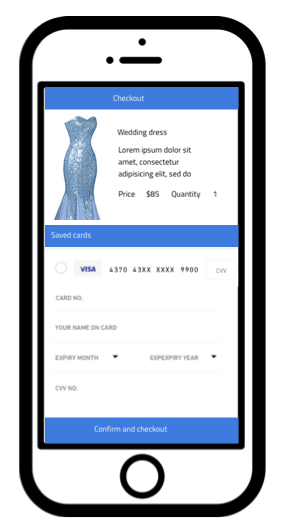 Checkout
Wedding dress
Lorem ipsum dolor sit
amet, consectetur
adipisicing elit, sed do
Price $85 Quantity 1
Saved cards
VISA 4370 43XX XXXX 9900 CVV
CARD NO.
YOUR NAME ON CARD
EXPIRY MONTH EXPEXPIRY YEAR
CVV NO.
Confirm and checkout